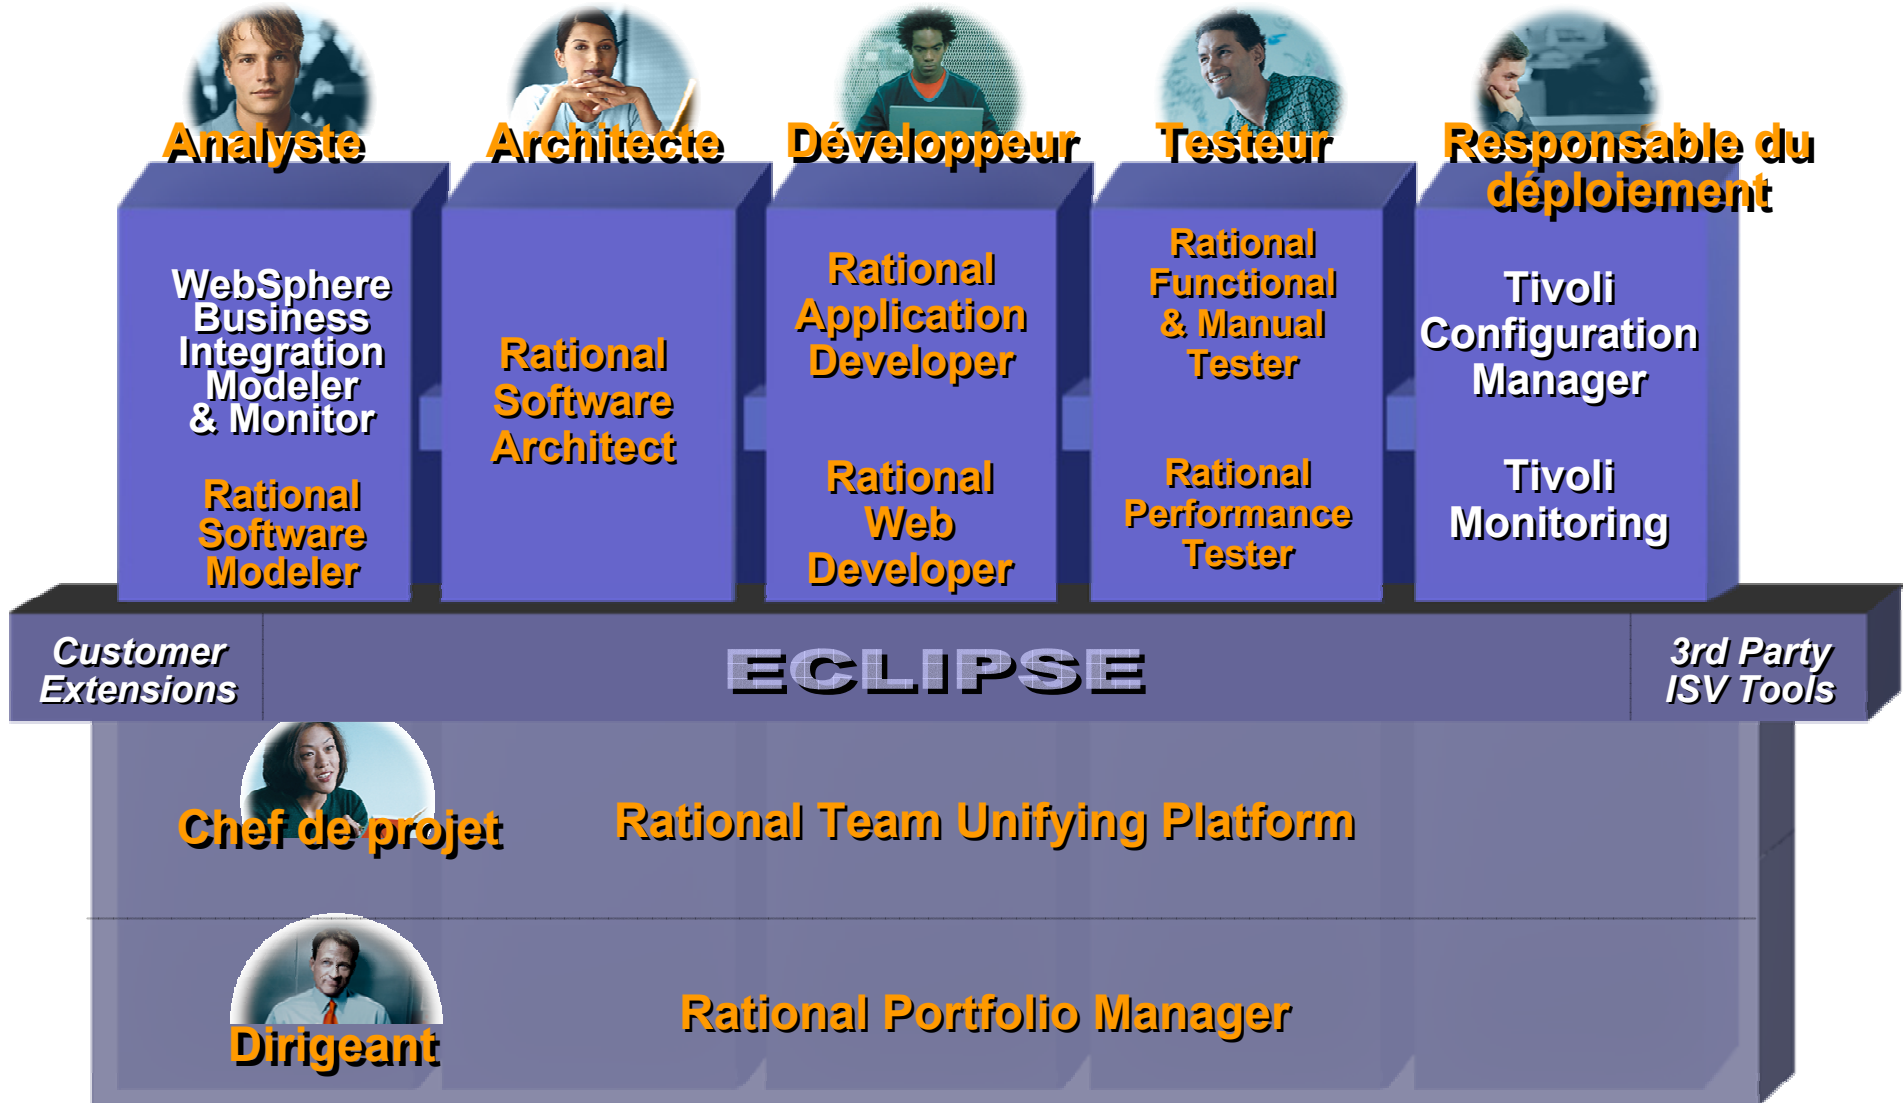 Analyste
Architecte
Développeur
Testeur
Responsable du
déploiement
WebSphere
Business
Integration
Modeler
& Monitor
Rational
Software
Modeler
Rational
Software
Architect
Rational
Application
Developer
Rational
Web
Developer
Rational
Functional
& Manual
Tester
Rational
Performance
Tester
Tivoli
Configuration
Manager
Tivoli
Monitoring
Customer
Extensions
ECLIPSE
3rd Party
ISV Tools
Chef de projet
Rational Team Unifying Platform
Dirigeant
Rational Portfolio Manager